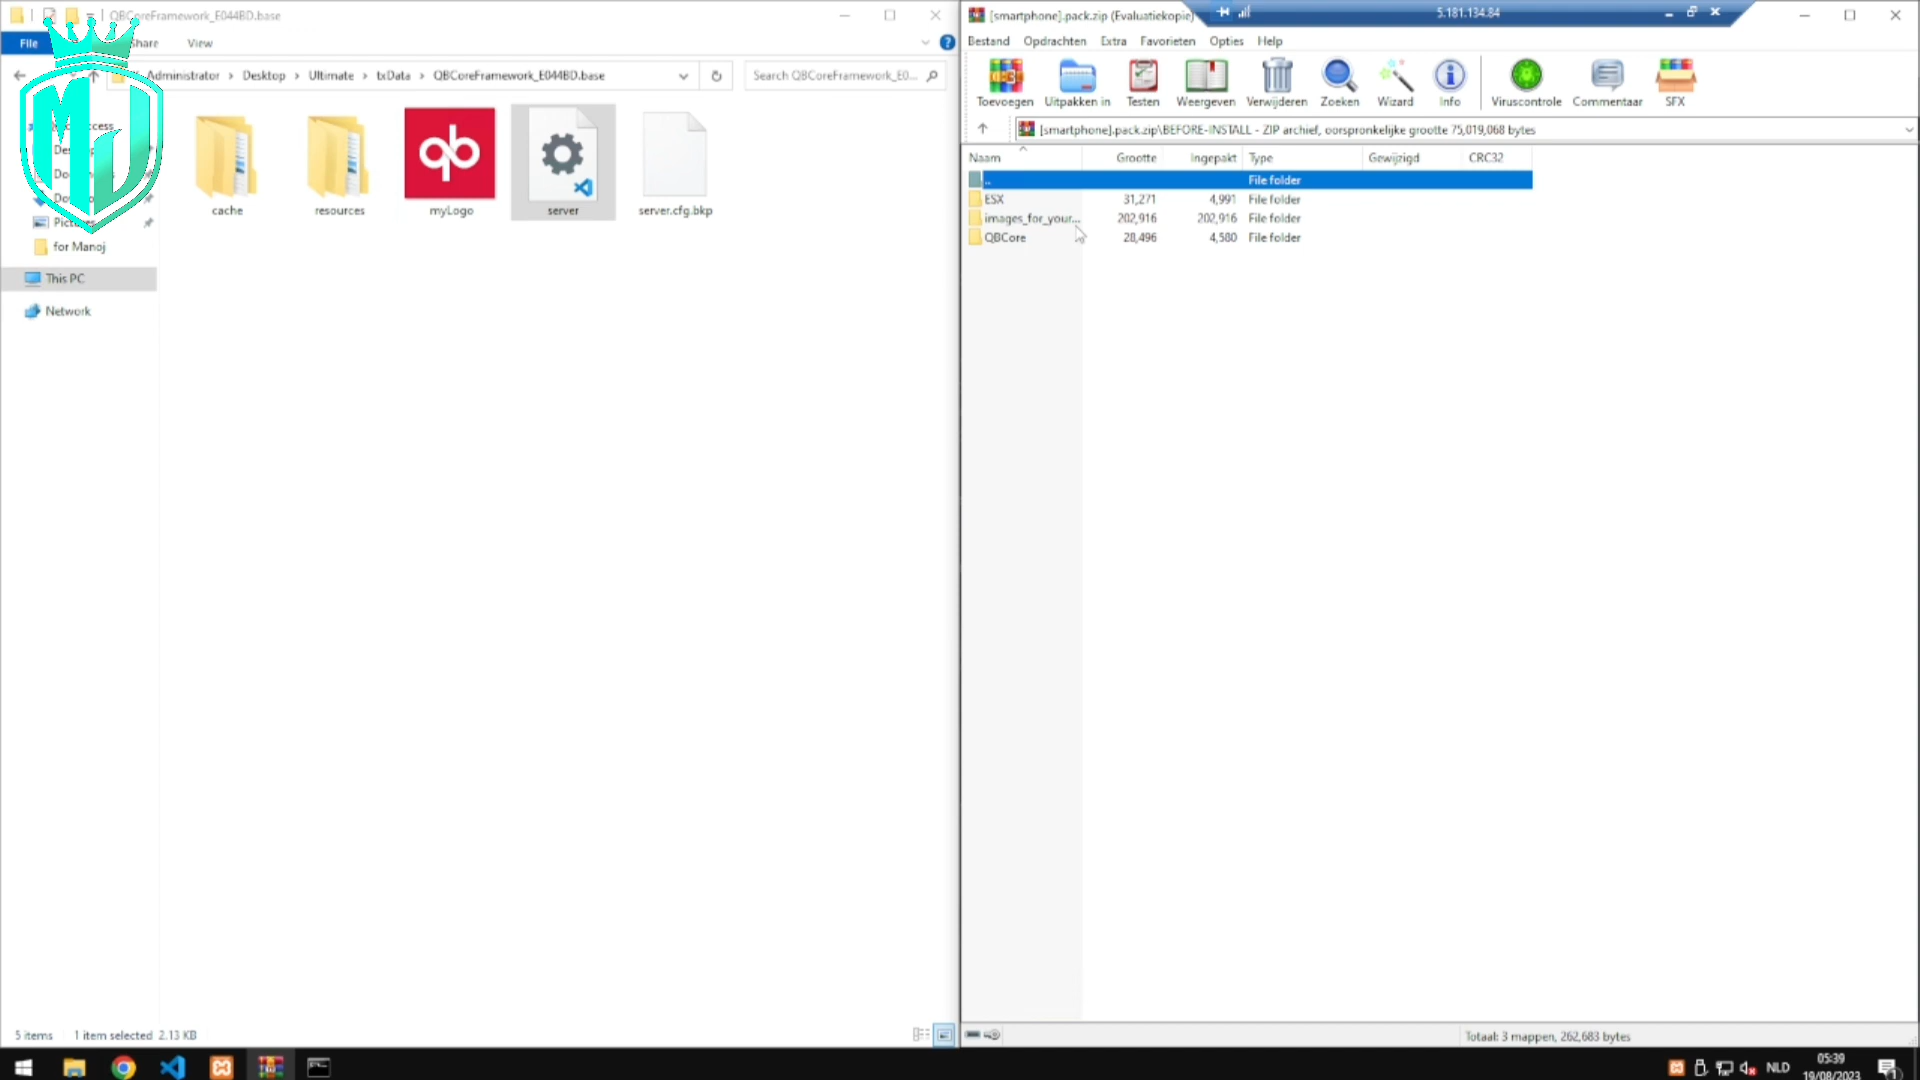 QBCoreFramework_E044BD.base
File
Share
View
Administrator > Desktop > Ultimate > txData > QBCoreFramework_E044BD.base
Search QBCoreFramework_E0...
for Manoj
This PC
Network
cache
resources
qb
myLogo
server
server.cfg.bkp
5 items 1 item selected 2.13 KB
[smartphone].pack.zip (Evaluatiekopie)
5.181.134.84
Bestand Opdrachten Extra Favorieten Opties Help
Toevoegen Uitpakken in Testen Weergeven Verwijderen Zoeken Wizard Info Viruscontrole Commentaar SFX
[smartphone].pack.zip\BEFORE-INSTALL - ZIP archief, oorspronkelijke grootte 75,019,068 bytes
Naam Grootte Ingepakt Type Gewijzigd CRC32
.. File folder
ESX 31,271 4,991 File folder
images_for_your... 202,916 202,916 File folder
QBCore 28,496 4,580 File folder
Totaal: 3 mappen, 262,683 bytes
NLD
05:39
19/08/2023